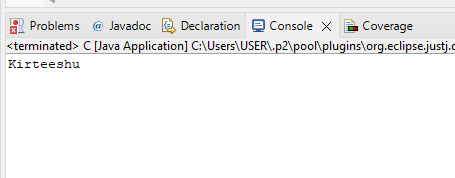 Problems @ Javadoc Declaration Console Coverage
<terminated> C [Java Application] C:\Users\USER\.p2\pool\plugins\org.eclipse.justj.o
Kirteeshu